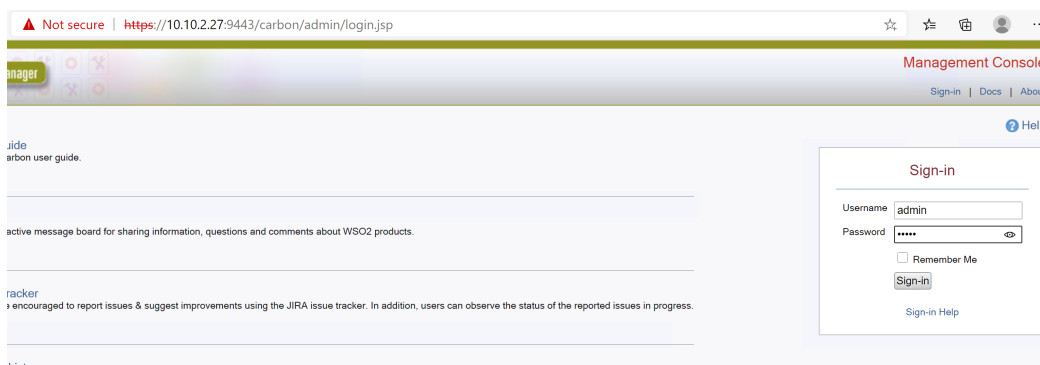 Not secure | https://10.10.2.27:9443/carbon/admin/login.jsp
anager
Management Console
Sign-in | Docs | Abou
Hel
uide
arbon user guide.
active message board for sharing information, questions and comments about WSO2 products.
racker
e encouraged to report issues & suggest improvements using the JIRA issue tracker. In addition, users can observe the status of the reported issues in progress.
Sign-in
Username admin
Password •••••
Remember Me
Sign-in
Sign-in Help